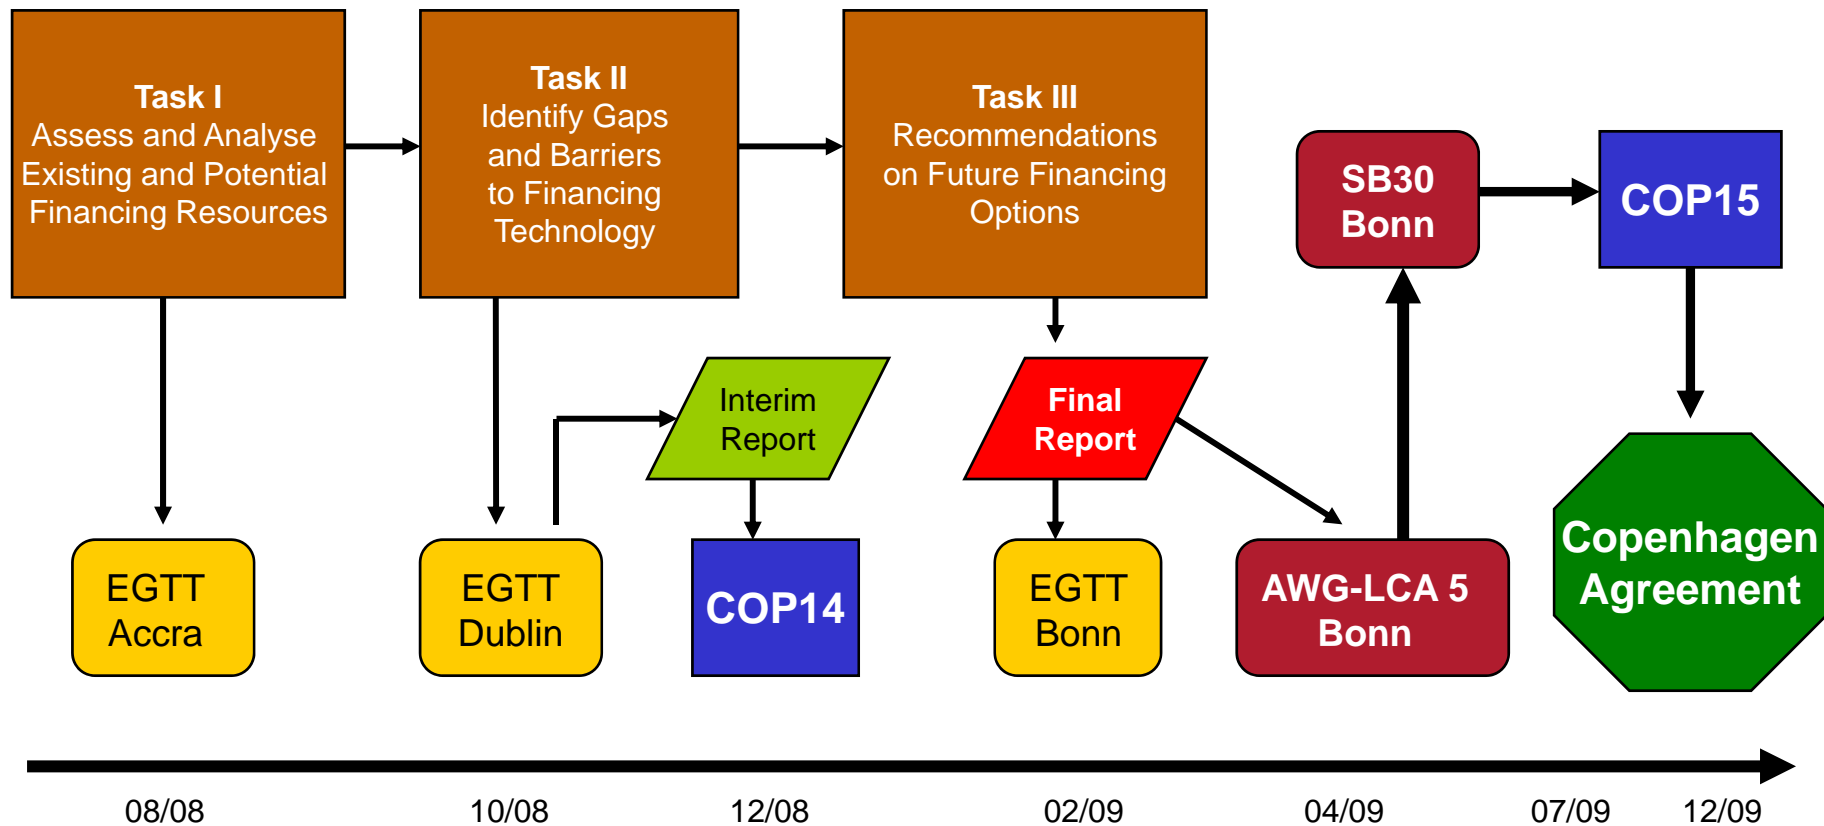 Task I
Assess and Analyse
Existing and Potential
Financing Resources
Task II
Identify Gaps
and Barriers
to Financing
Technology
Task III
Recommendations
on Future Financing
Options
SB30
Bonn
COP15
Interim
Report
Final
Report
EGTT
Accra
EGTT
Dublin
COP14
EGTT
Bonn
AWG-LCA 5
Bonn
Copenhagen
Agreement
08/08
10/08
12/08
02/09
04/09
07/09
12/09